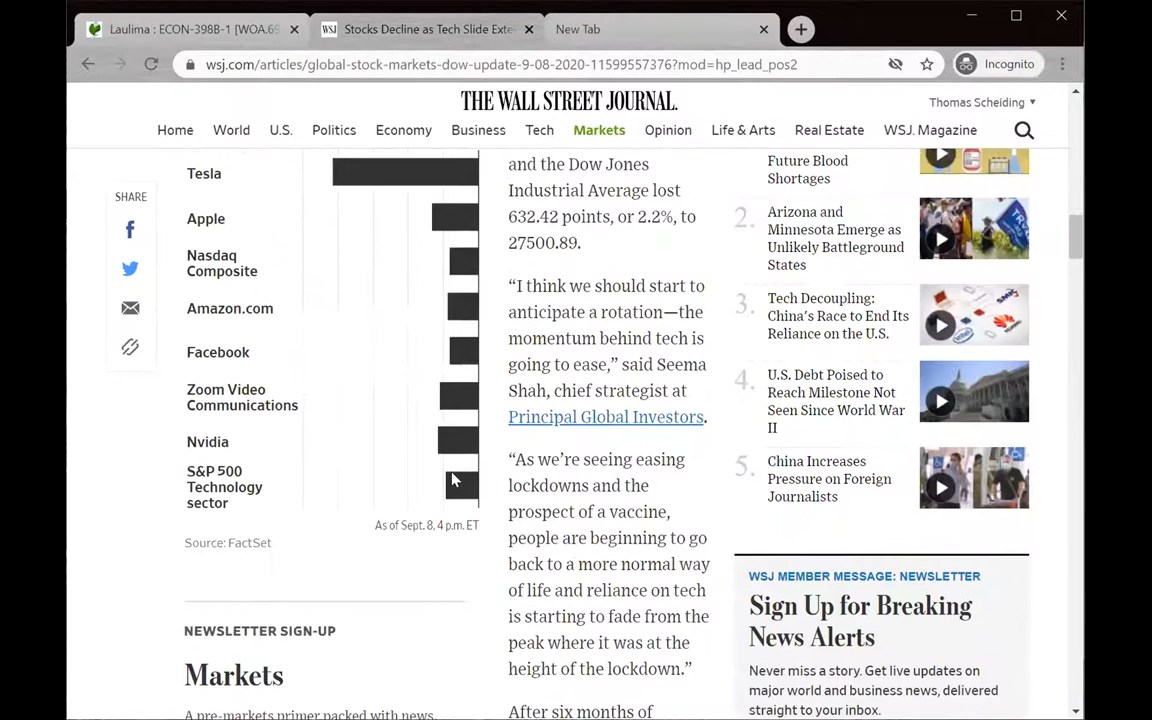 Laulima : ECON-398B-1 [WOA.69
Stocks Decline as Tech Slide Exte
New Tab
wsj.com/articles/global-stock-markets-dow-update-9-08-2020-11599557376?mod=hp_lead_pos2
Incognito
THE WALL STREET JOURNAL.
Thomas Scheiding
Home World U.S. Politics Economy Business Tech Markets Opinion Life & Arts Real Estate WSJ. Magazine
SHARE
Tesla
Apple
Nasdaq
Composite
Amazon.com
Facebook
Zoom Video
Communications
Nvidia
S&P 500
Technology
sector
As of Sept. 8, 4 p.m. ET
Source: FactSet
NEWSLETTER SIGN-UP
Markets
A pre-markets primer packed with news,
and the Dow Jones
Industrial Average lost
632.42 points, or 2.2%, to
27500.89.
“I think we should start to
anticipate a rotation—the
momentum behind tech is
going to ease,” said Seema
Shah, chief strategist at
Principal Global Investors.
“As we’re seeing easing
lockdowns and the
prospect of a vaccine,
people are beginning to go
back to a more normal way
of life and reliance on tech
is starting to fade from the
peak where it was at the
height of the lockdown.”
After six months of
Future Blood
Shortages
2.
Arizona and
Minnesota Emerge as
Unlikely Battleground
States
3.
Tech Decoupling:
China's Race to End Its
Reliance on the U.S.
4.
U.S. Debt Poised to
Reach Milestone Not
Seen Since World War
II
5.
China Increases
Pressure on Foreign
Journalists
WSJ MEMBER MESSAGE: NEWSLETTER
Sign Up for Breaking
News Alerts
Never miss a story. Get live updates on
major world and business news, delivered
straight to your inbox.